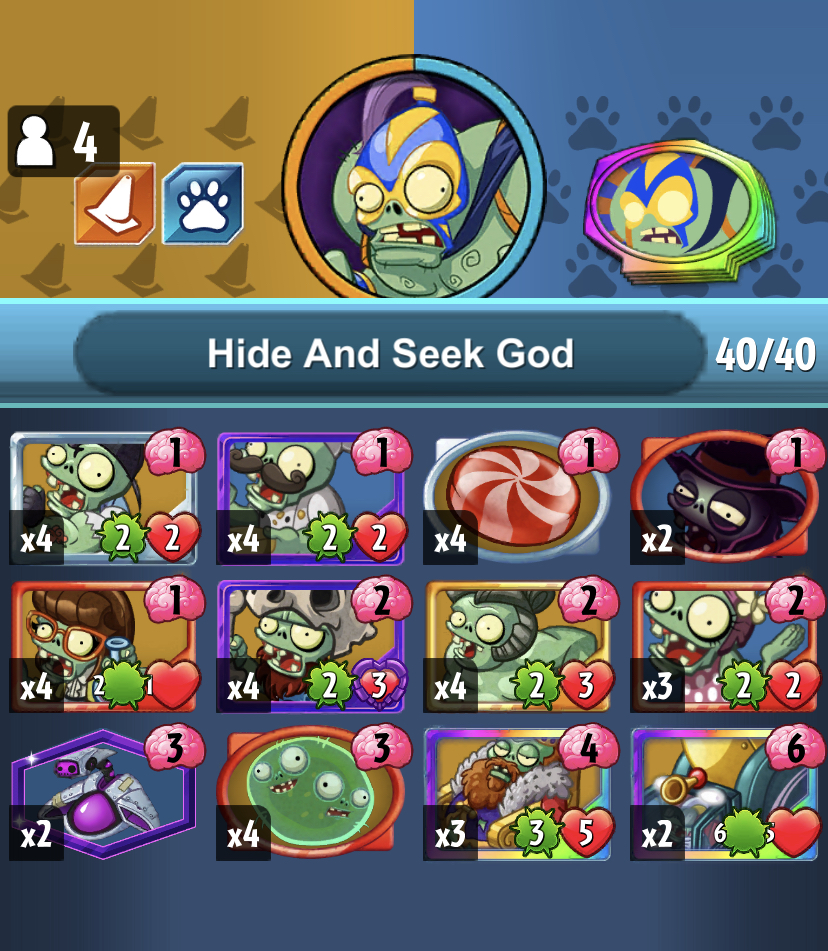 4
Hide And Seek God
40/40
1 1 1 1
x4 2 2 x4 2 2 x4 x2
1 2 2 2
x4 2 1 x4 2 3 x4 2 3 x3 2 2
3 3 4 6
x2 x4 x3 3 5 x2 6 5